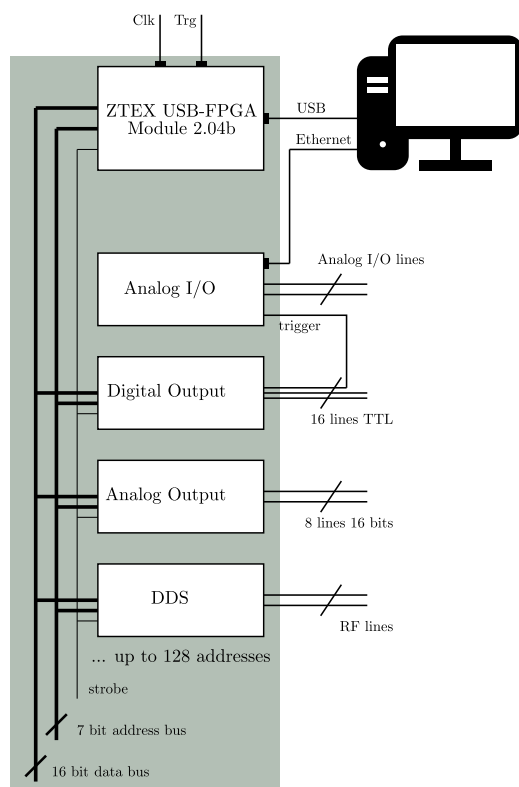 Clk Trg
ZTEX USB-FPGA
Module 2.04b
USB
Ethernet
Analog I/O lines
Analog I/O
trigger
Digital Output
16 lines TTL
Analog Output
8 lines 16 bits
DDS
RF lines
... up to 128 addresses
strobe
7 bit address bus
16 bit data bus